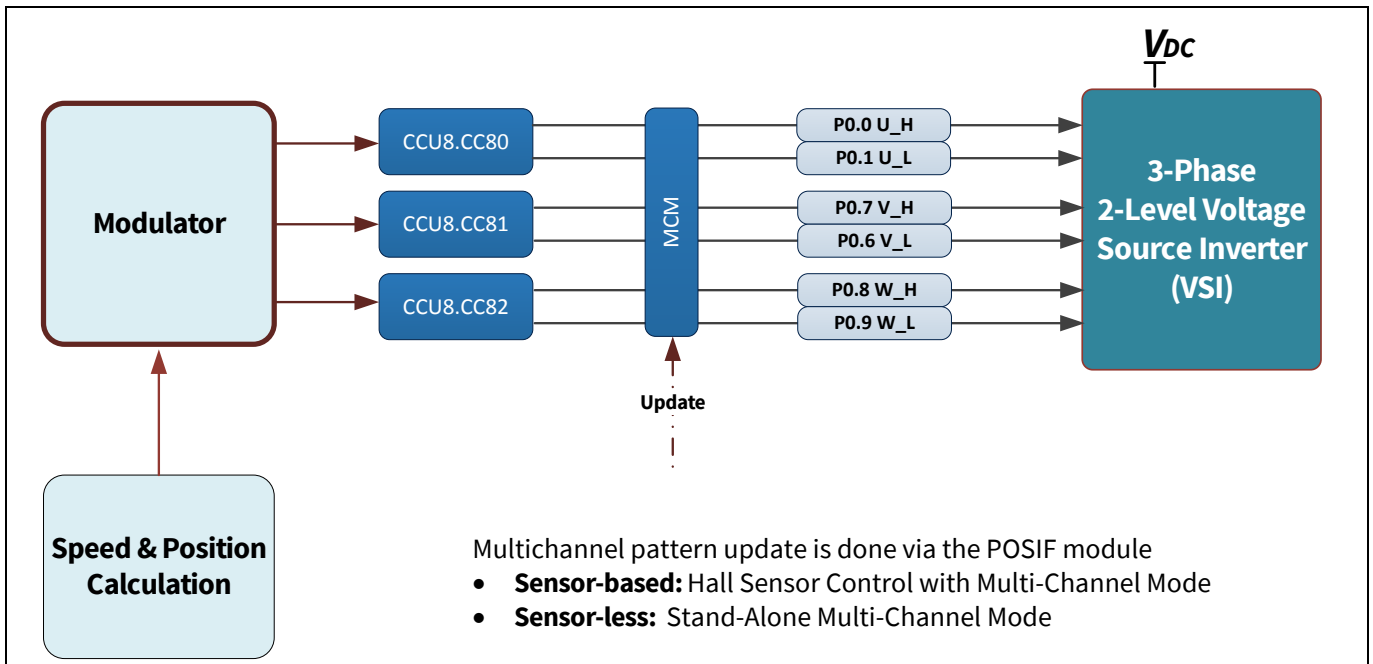 VDC
Modulator
CCU8.CC80
CCU8.CC81
CCU8.CC82
MCM
P0.0 U_H
P0.1 U_L
P0.7 V_H
P0.6 V_L
P0.8 W_H
P0.9 W_L
3-Phase
2-Level Voltage
Source Inverter
(VSI)
Update
Speed & Position
Calculation
Multichannel pattern update is done via the POSIF module
• Sensor-based: Hall Sensor Control with Multi-Channel Mode
• Sensor-less: Stand-Alone Multi-Channel Mode